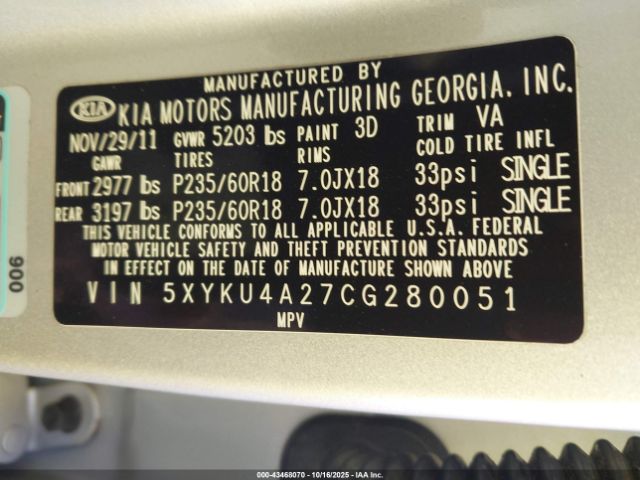 MANUFACTURED BY
KIA KIA MOTORS MANUFACTURING GEORGIA, INC.
NOV/29/11 GVWR 5203 lbs PAINT 3D TRIM VA
GAWR TIRES RIMS COLD TIRE INFL
FRONT 2977 lbs P235/60R18 7.0JX18 33psi SINGLE
REAR 3197 lbs P235/60R18 7.0JX18 33psi SINGLE
THIS VEHICLE CONFORMS TO ALL APPLICABLE U.S.A. FEDERAL
MOTOR VEHICLE SAFETY AND THEFT PREVENTION STANDARDS
IN EFFECT ON THE DATE OF MANUFACTURE SHOWN ABOVE
VIN 5XYKU4A27CG280051
MPV
006
000-43468070 | 10/16/2025 | IAA Inc.